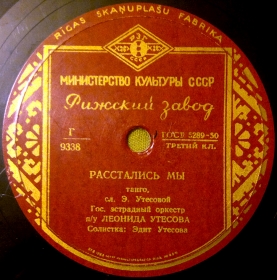 RĪGAS SKAŅUPLAŠU FABRIKA
МИНИСТЕРСТВО КУЛЬТУРЫ СССР
Рижский завод
Г
9338
ГОСТ 5289-50
ТРЕТИЙ КЛ.
РАССТАЛИСЬ МЫ
танго,
сл. Э. Утесовой
Гос. эстрадный оркестр
п/у ЛЕОНИДА УТЕСОВА
Солистка: Эдит Утесова